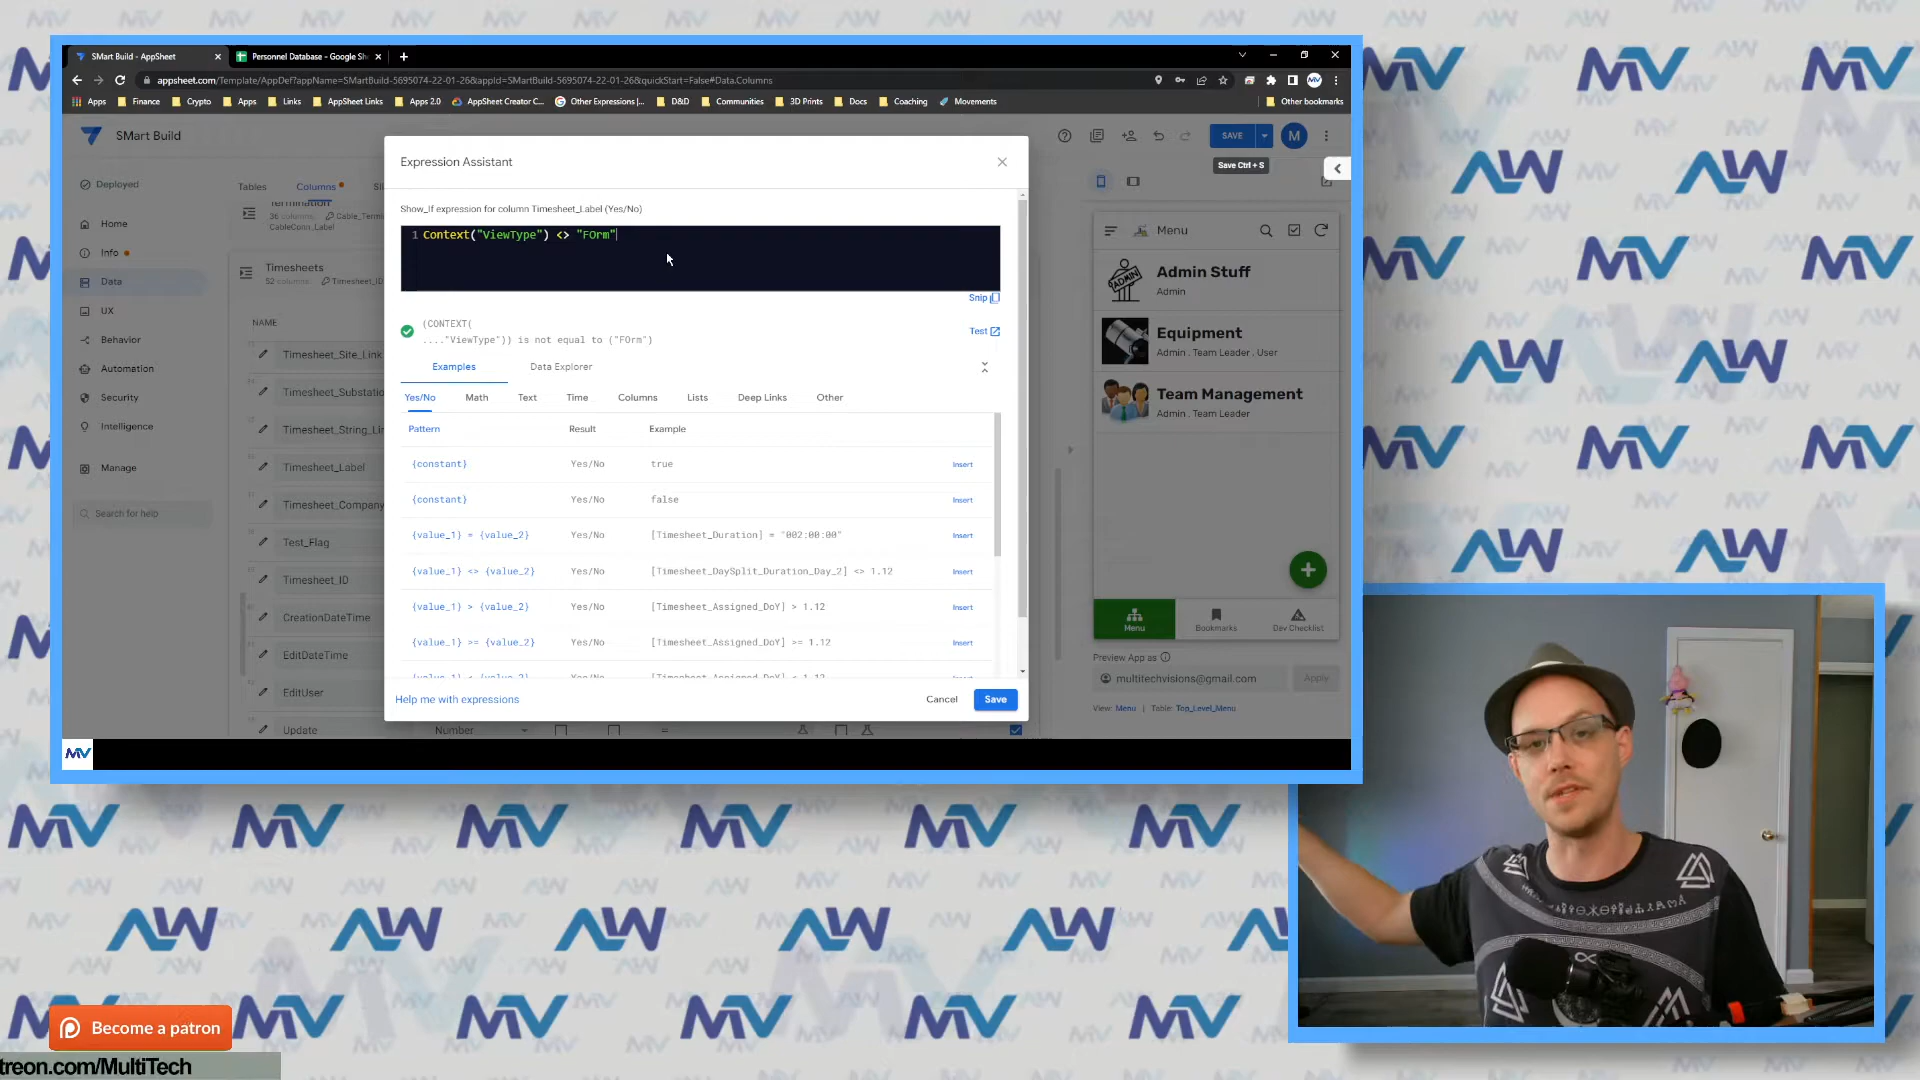 SMart Build - AppSheet
Personnel Database - Google Sh
appsheet.com/Template/AppDef?appName=SMartBuild-5695074-22-01-26&appId=SMartBuild-5695074-22-01-26&quickStart=False#Data.Columns
Apps Finance Crypto Apps Links AppSheet Links Apps 2.0 AppSheet Creator C... Other Expressions |... D&D Communities 3D Prints Docs Coaching Movements Other bookmarks
SMart Build
SAVE
M
Save Ctrl + S
Deployed
Home
Info
Data
UX
Behavior
Automation
Security
Intelligence
Manage
Search for help
Tables Columns
Termination
CableConn_Label
Timesheets
52 columns: Timesheet_ID
NAME
Timesheet_Site_Link
Timesheet_Substatio
Timesheet_String_Lin
Timesheet_Label
Timesheet_Company
Test_Flag
Timesheet_ID
CreationDateTime
EditDateTime
EditUser
Update Number =
Expression Assistant
Show_If expression for column Timesheet_Label (Yes/No)
1 Context("ViewType") <> "FOrm"
Snip
(CONTEXT(
...."ViewType")) is not equal to ("FOrm")
Test
Examples Data Explorer
Yes/No Math Text Time Columns Lists Deep Links Other
Pattern Result Example
{constant} Yes/No true Insert
{constant} Yes/No false Insert
{value_1} = {value_2} Yes/No [Timesheet_Duration] = "002:00:00" Insert
{value_1} <> {value_2} Yes/No [Timesheet_DaySplit_Duration_Day_2] <> 1.12 Insert
{value_1} > {value_2} Yes/No [Timesheet_Assigned_DoY] > 1.12 Insert
{value_1} >= {value_2} Yes/No [Timesheet_Assigned_DoY] >= 1.12 Insert
Help me with expressions
Cancel Save
Menu
Admin Stuff
Admin
ADMIN
Equipment
Admin . Team Leader . User
Team Management
Admin . Team Leader
Menu Bookmarks Dev Checklist
Preview App as
multitechvisions@gmail.com Apply
View: Menu | Table: Top_Level_Menu
MV
Become a patron
treon.com/MultiTech